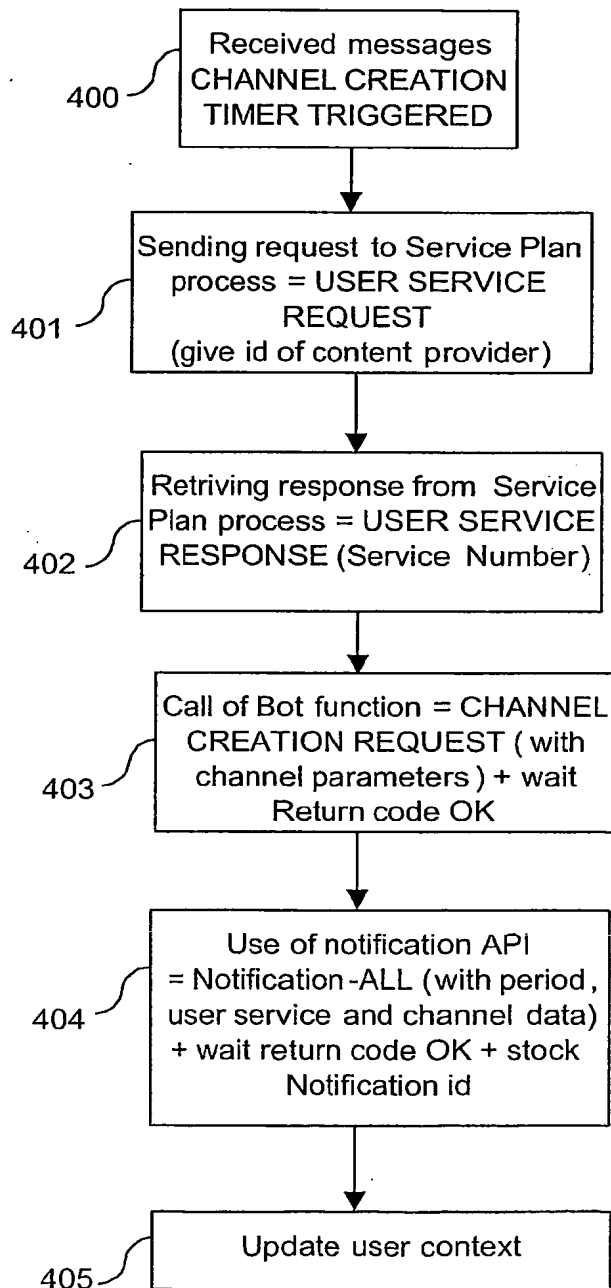 400
Received messages
CHANNEL CREATION
TIMER TRIGGERED
401
Sending request to Service Plan
process = USER SERVICE
REQUEST
(give id of content provider)
402
Retriving response from Service
Plan process = USER SERVICE
RESPONSE (Service Number)
403
Call of Bot function = CHANNEL
CREATION REQUEST (with
channel parameters) + wait
Return code OK
404
Use of notification API
= Notification-ALL (with period,
user service and channel data)
+ wait return code OK + stock
Notification id
405
Update user context